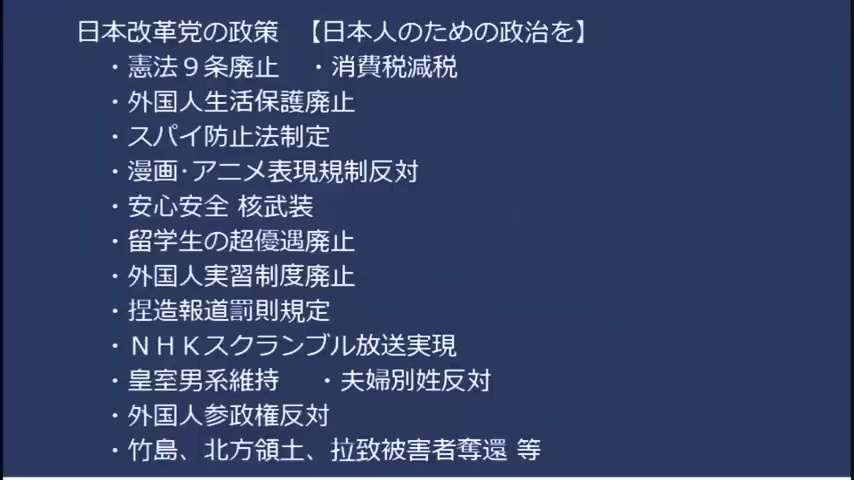 日本改革党の政策 【日本人のための政治を】
・憲法９条廃止 ・消費税減税
・外国人生活保護廃止
・スパイ防止法制定
・漫画・アニメ表現規制反対
・安心安全 核武装
・留学生の超優遇廃止
・外国人実習制度廃止
・捏造報道罰則規定
・ＮＨＫスクランブル放送実現
・皇室男系維持 ・夫婦別姓反対
・外国人参政権反対
・竹島、北方領土、拉致被害者奪還 等